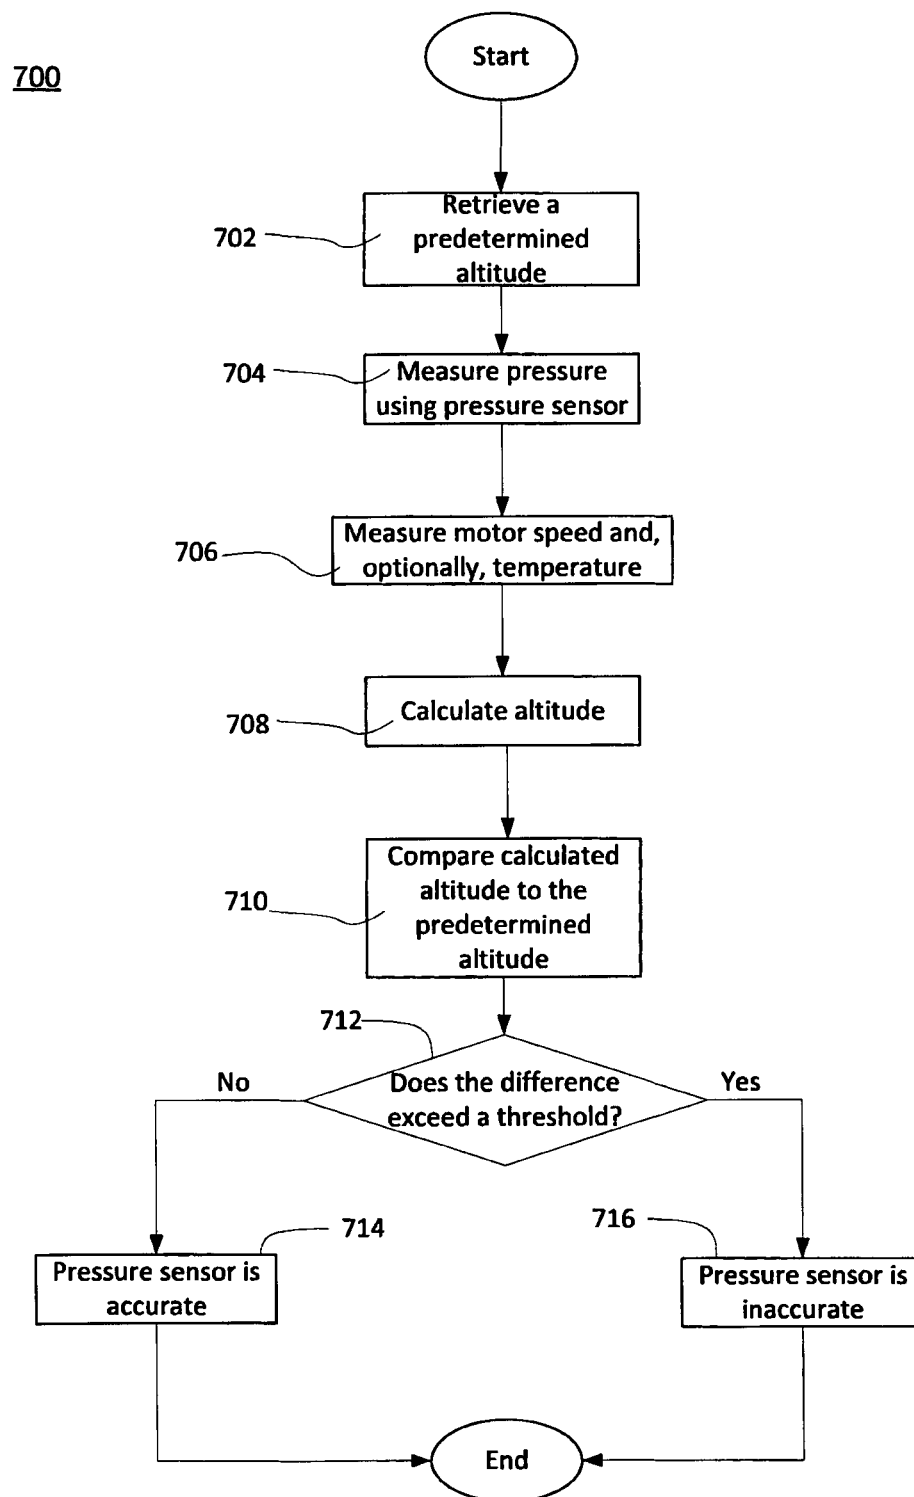 Start
700
Retrieve a
predetermined
altitude
702
704
Measure pressure
using pressure sensor
Measure motor speed and,
optionally, temperature
706
Calculate altitude
708
Compare calculated
altitude to the
predetermined
altitude
710
712
No
Does the difference
exceed a threshold?
Yes
714
716
Pressure sensor is
accurate
Pressure sensor is
inaccurate
End